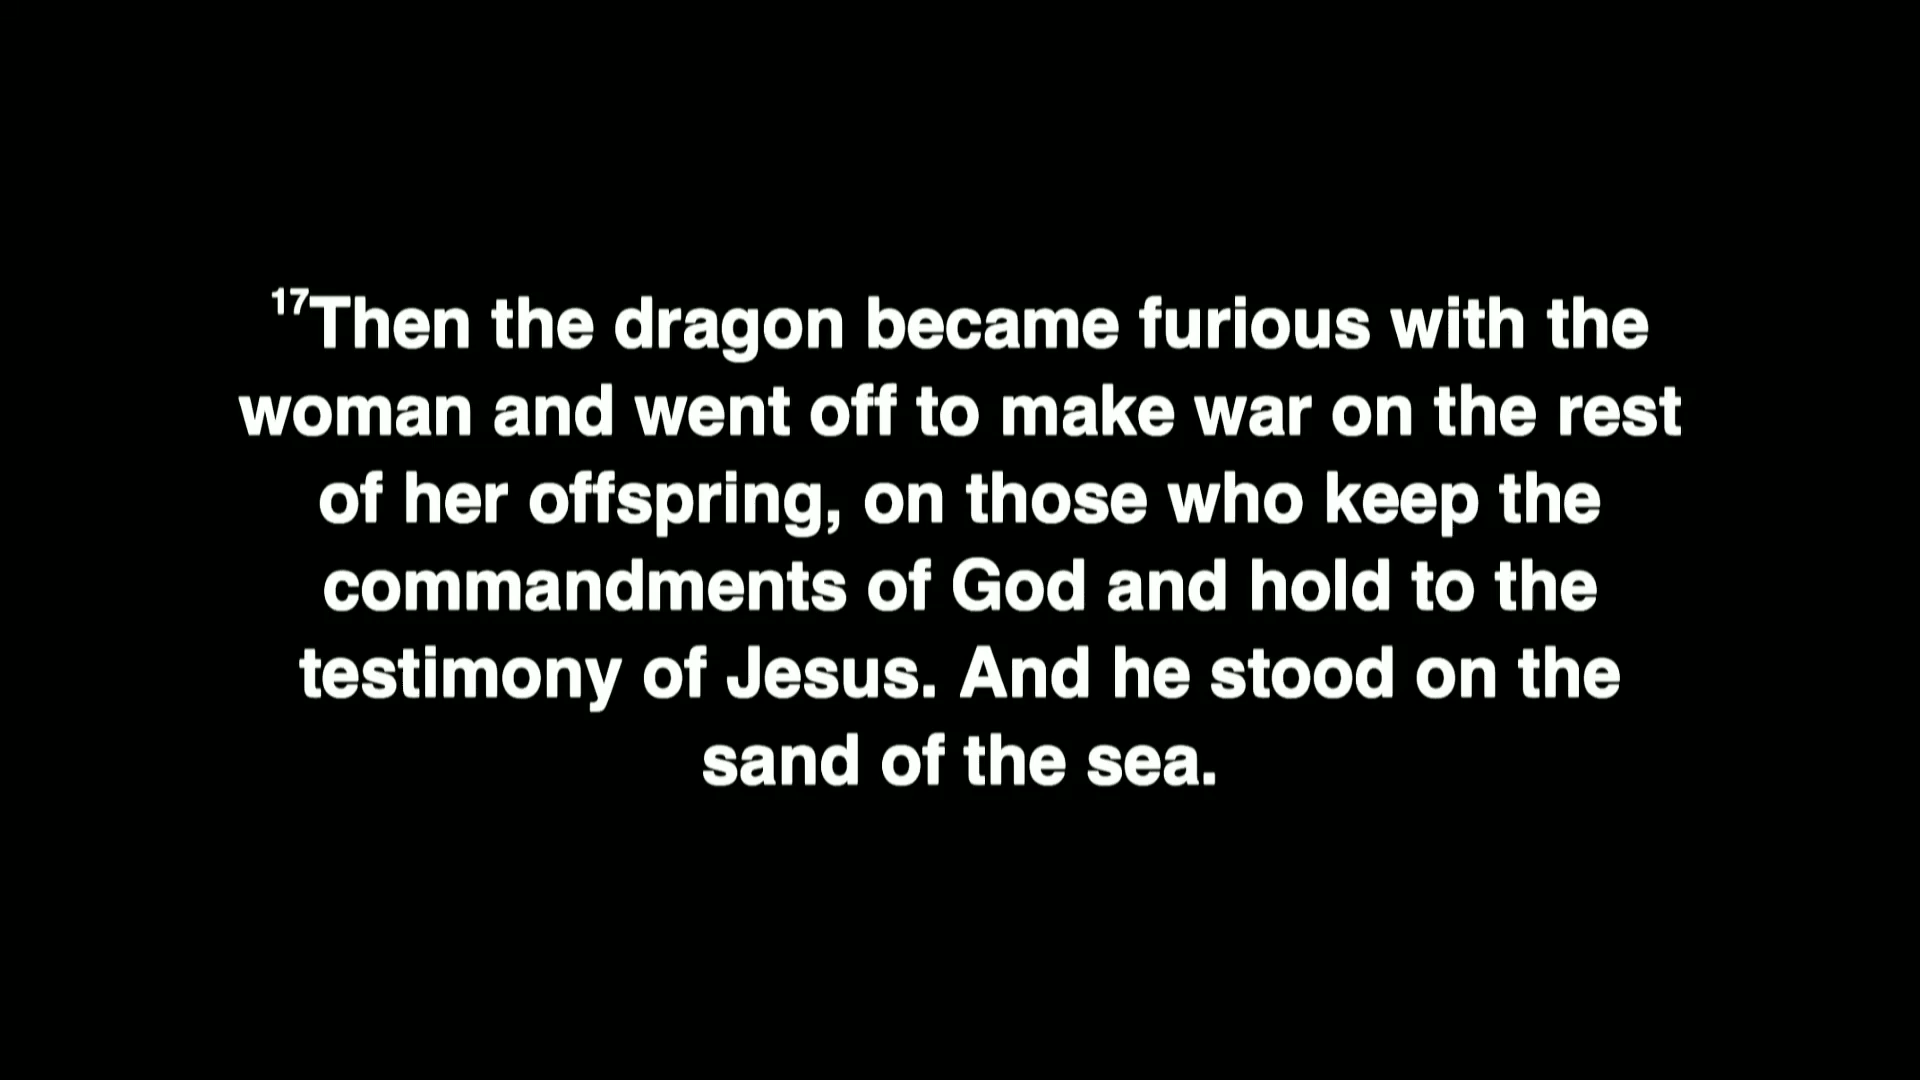 17Then the dragon became furious with the
woman and went off to make war on the rest
of her offspring, on those who keep the
commandments of God and hold to the
testimony of Jesus. And he stood on the
sand of the sea.